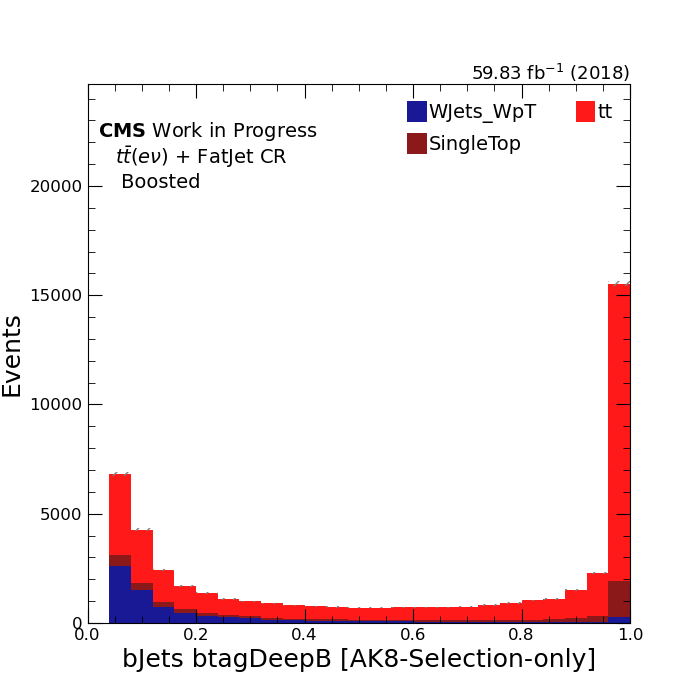 59.83 fb⁻¹ (2018)
WJets_WpT tt
SingleTop
CMS Work in Progress
tt̄(eν) + FatJet CR
Boosted
20000
15000
10000
5000
0
Events
0.0 0.2 0.4 0.6 0.8 1.0
bJets btagDeepB [AK8-Selection-only]